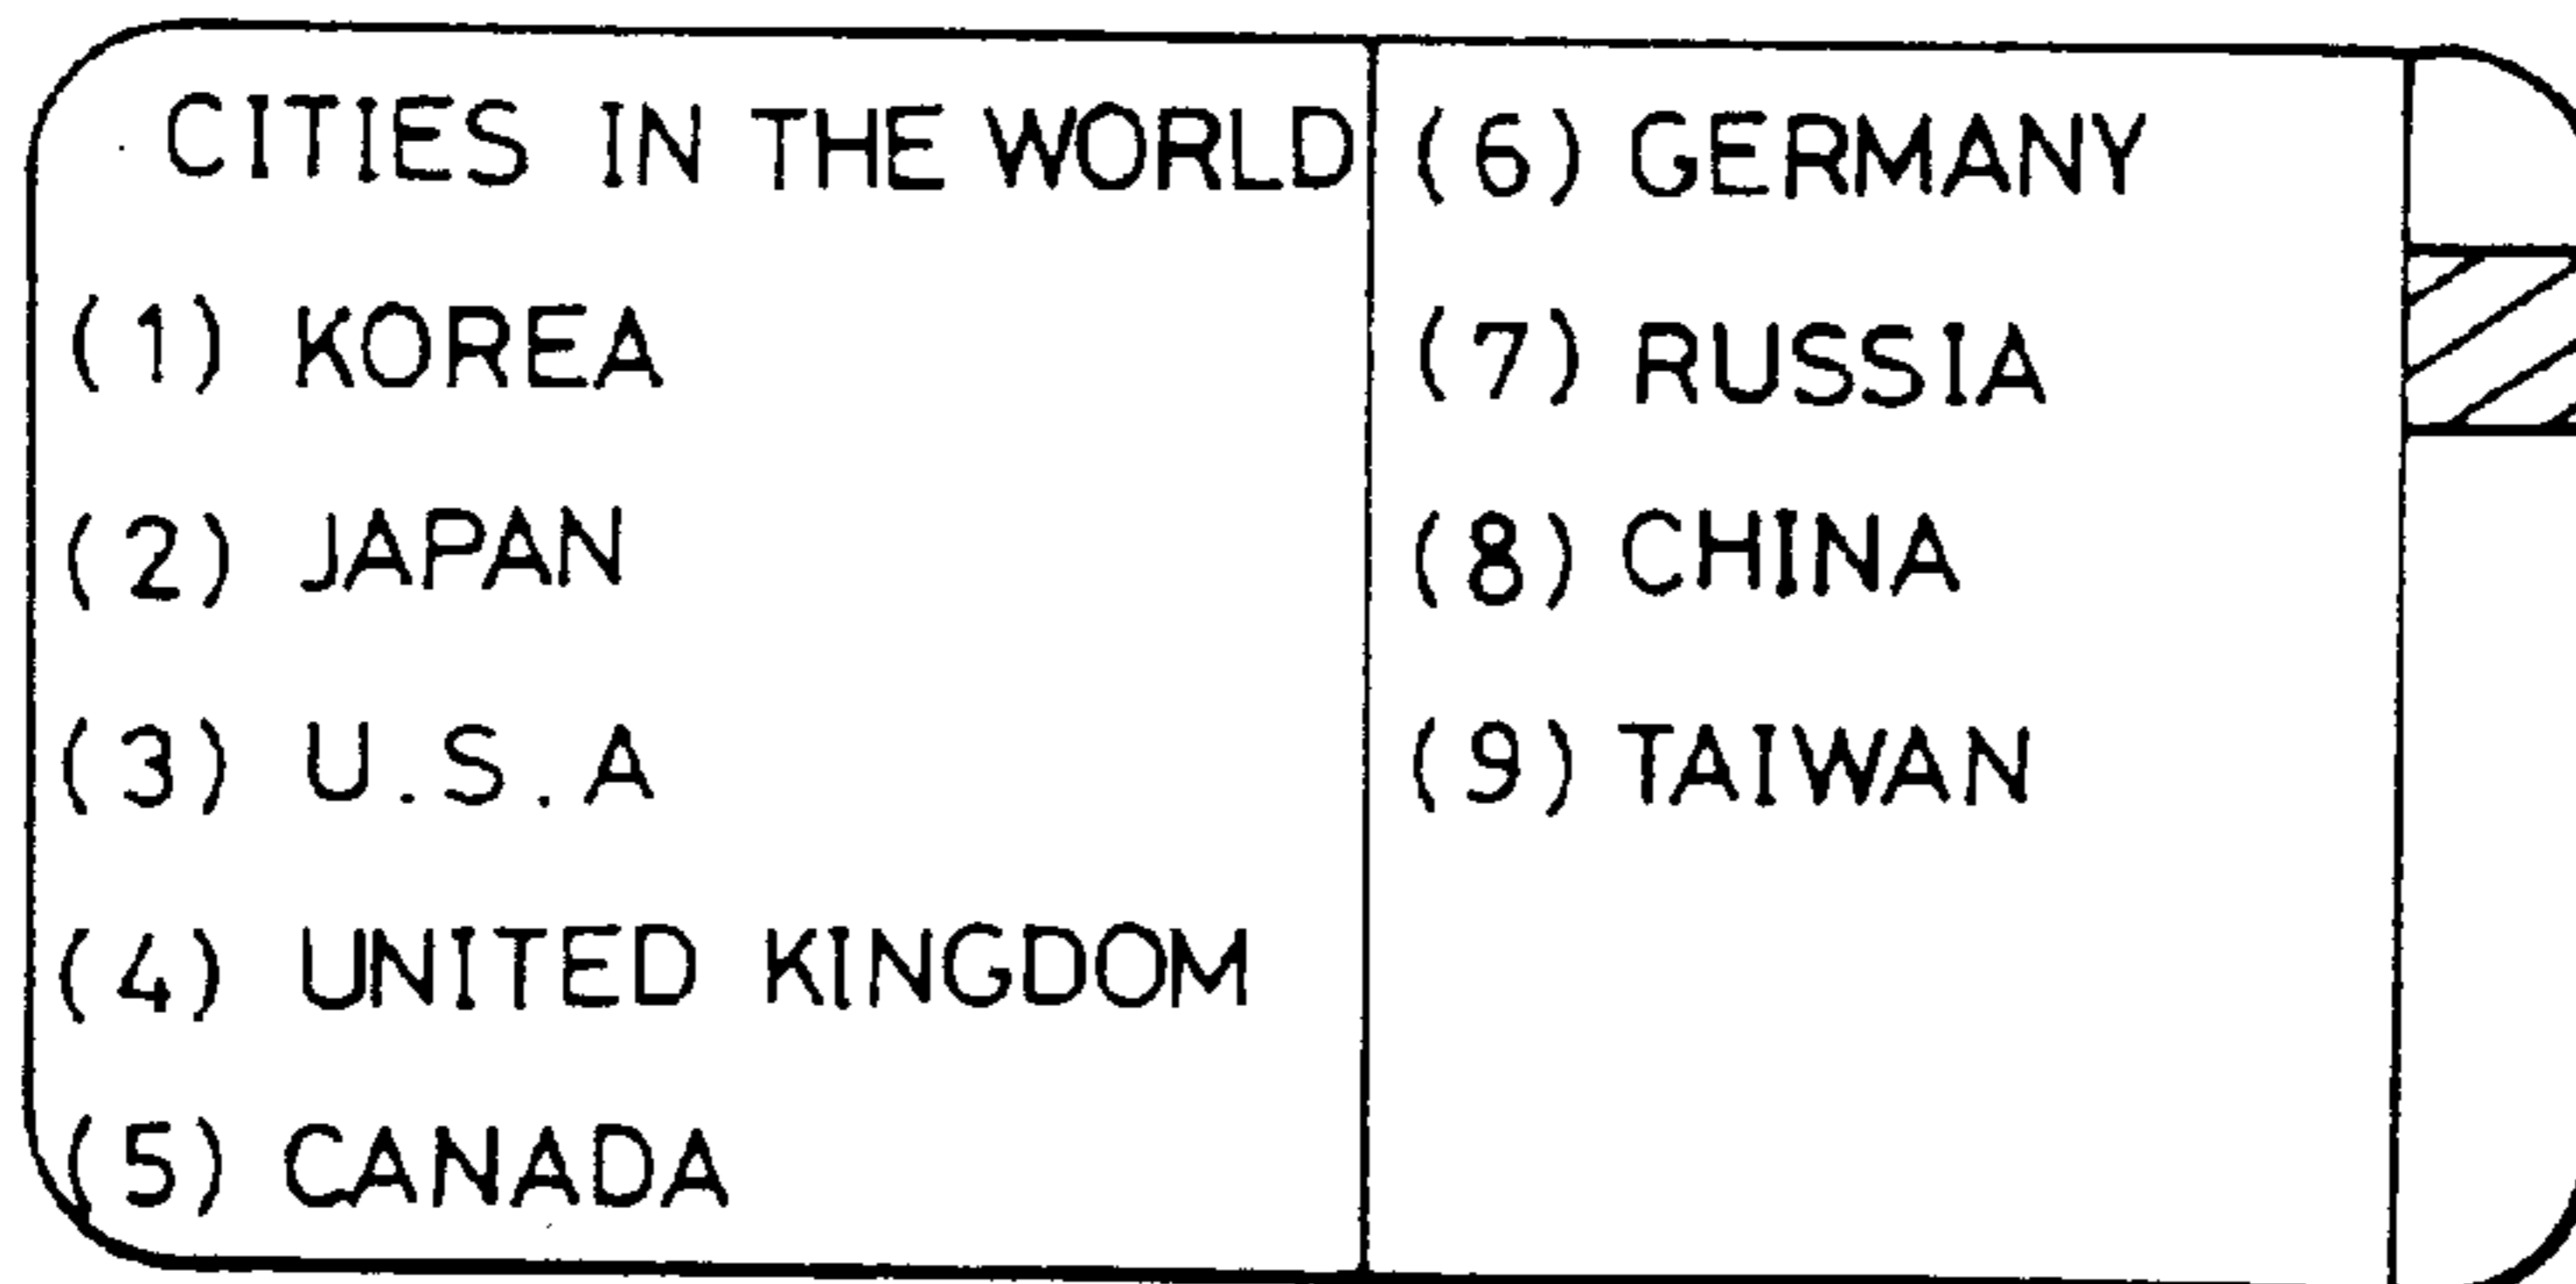 CITIES IN THE WORLD
(1) KOREA
(2) JAPAN
(3) U.S.A
(4) UNITED KINGDOM
(5) CANADA
(6) GERMANY
(7) RUSSIA
(8) CHINA
(9) TAIWAN